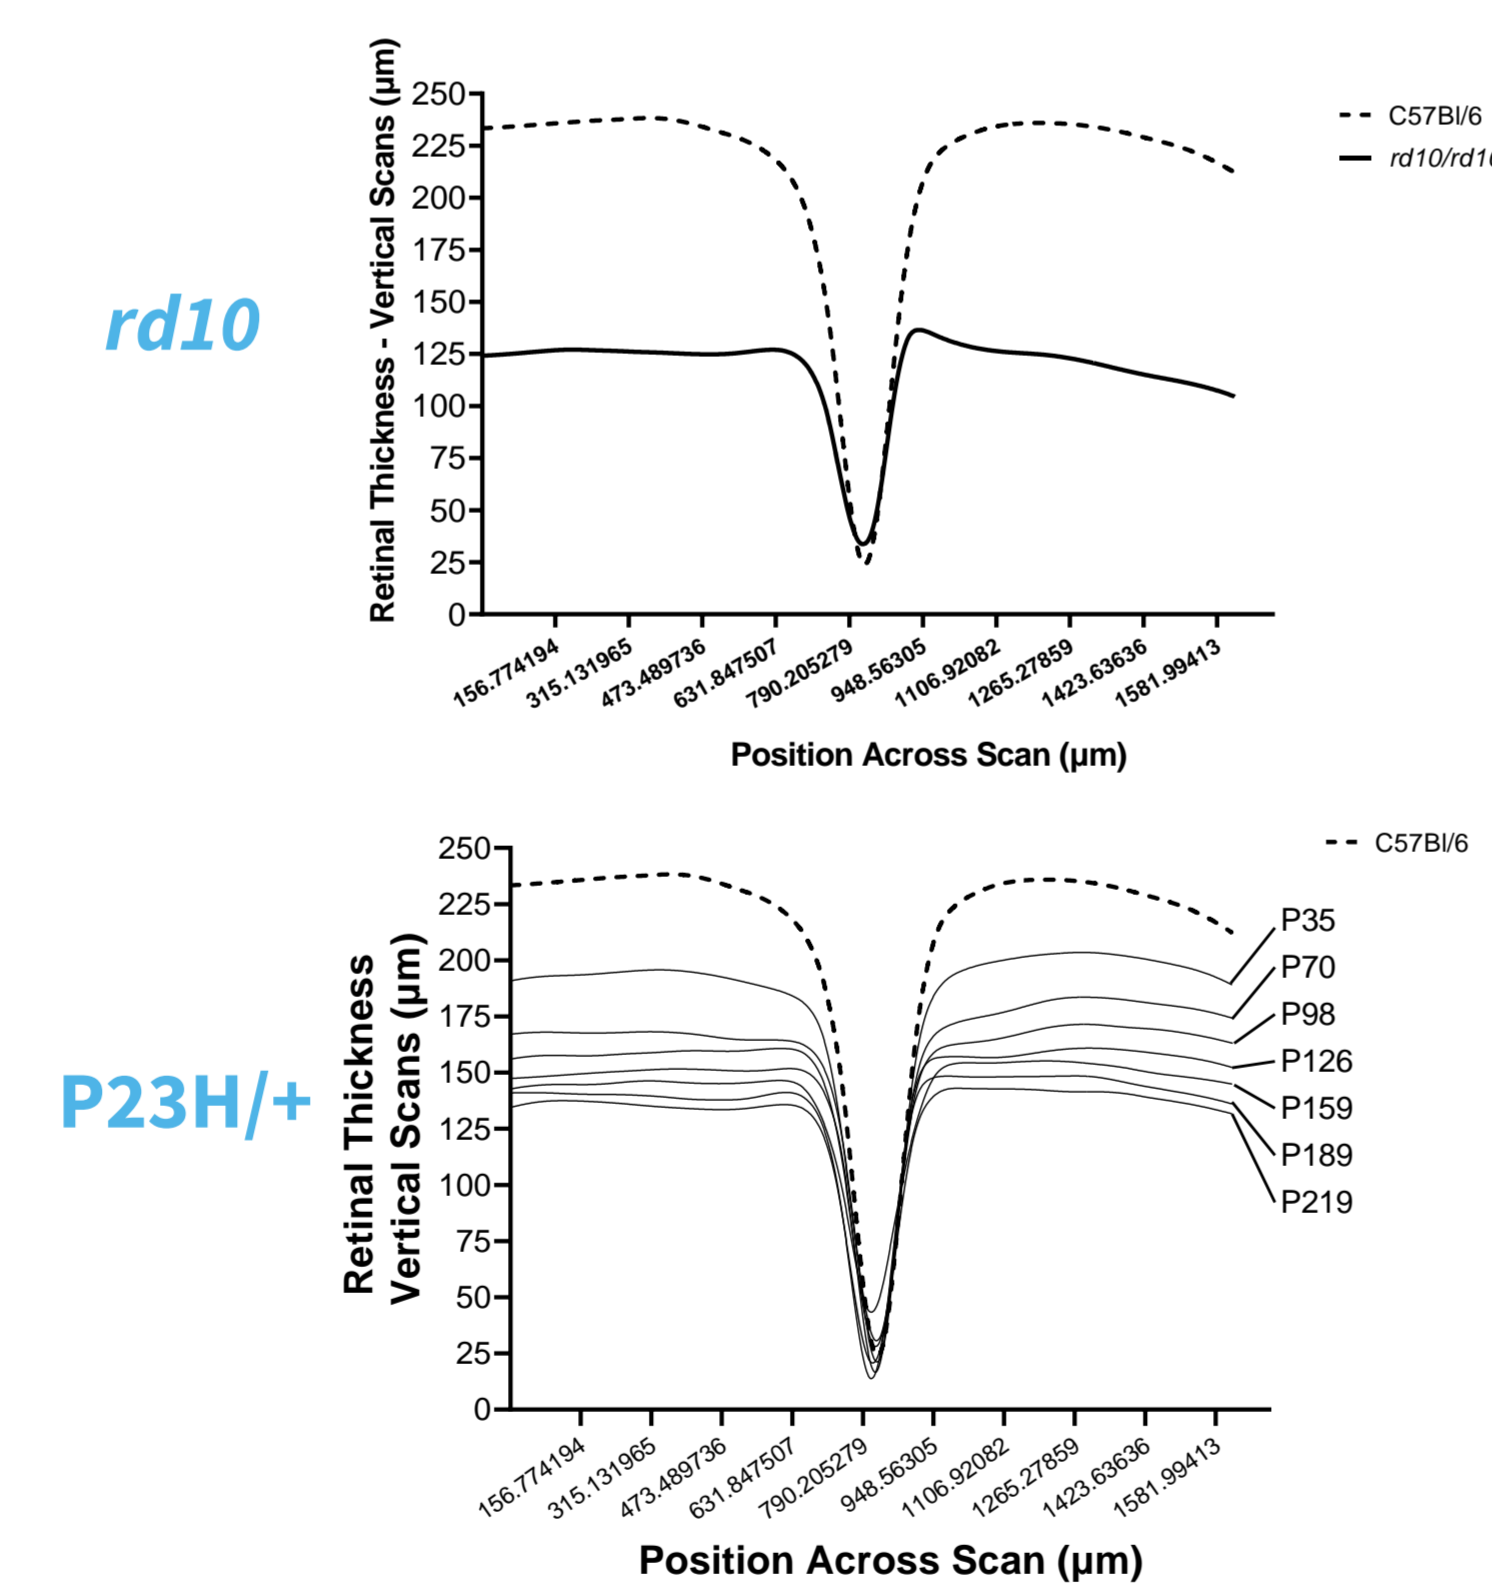 Retinal Thickness - Vertical Scans (µm)
250
225
200
175
150
125
100
75
50
25
0
156.774194
315.131965
473.489736
631.847507
790.205279
948.56305
1106.92082
1265.27859
1423.63636
1581.99413
Position Across Scan (µm)
C57Bl/6
rd10/rd10
rd10
P23H/+
Retinal Thickness
Vertical Scans (µm)
250
225
200
175
150
125
100
75
50
25
0
156.774194
315.131965
473.489736
631.847507
790.205279
948.56305
1106.92082
1265.27859
1423.63636
1581.99413
Position Across Scan (µm)
C57Bl/6
P35
P70
P98
P126
P159
P189
P219